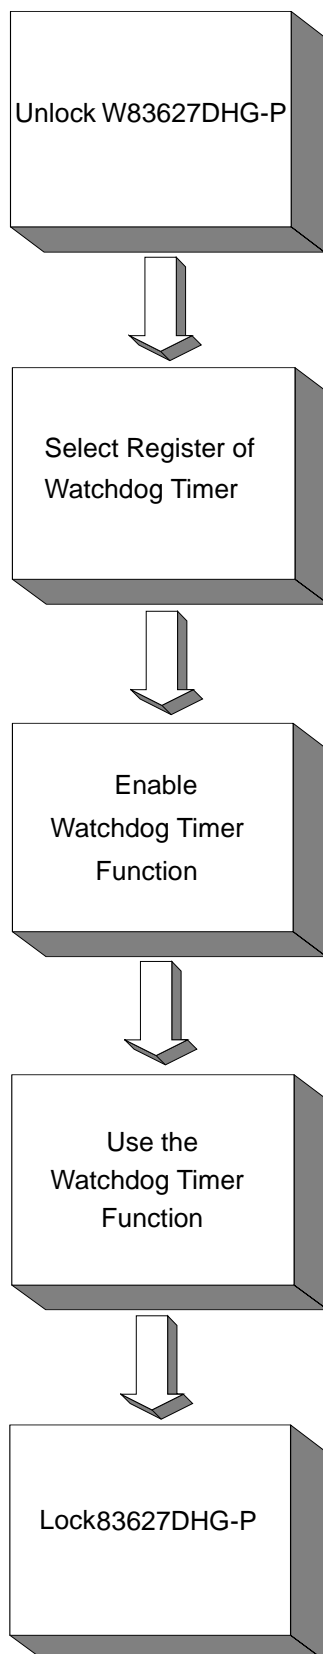 Unlock W83627DHG-P
Select Register of
Watchdog Timer
Enable
Watchdog Timer
Function
Use the
Watchdog Timer
Function
Lock83627DHG-P